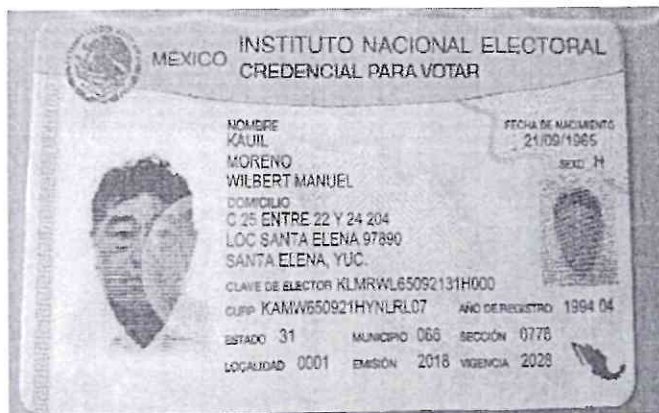 MÉXICO INSTITUTO NACIONAL ELECTORAL
CREDENCIAL PARA VOTAR
NOMBRE
KAUIL
MORENO
WILBERT MANUEL
FECHA DE NACIMIENTO
21/09/1965
SEXO H
DOMICILIO
C 25 ENTRE 22 Y 24 204
LOC SANTA ELENA 97890
SANTA ELENA, YUC.
CLAVE DE ELECTOR KLMRWL65092131H000
CURP KAMW650921HYNLRL07 AÑO DE REGISTRO 1994 04
ESTADO 31 MUNICIPIO 066 SECCIÓN 0778
LOCALIDAD 0001 EMISIÓN 2018 VIGENCIA 2028